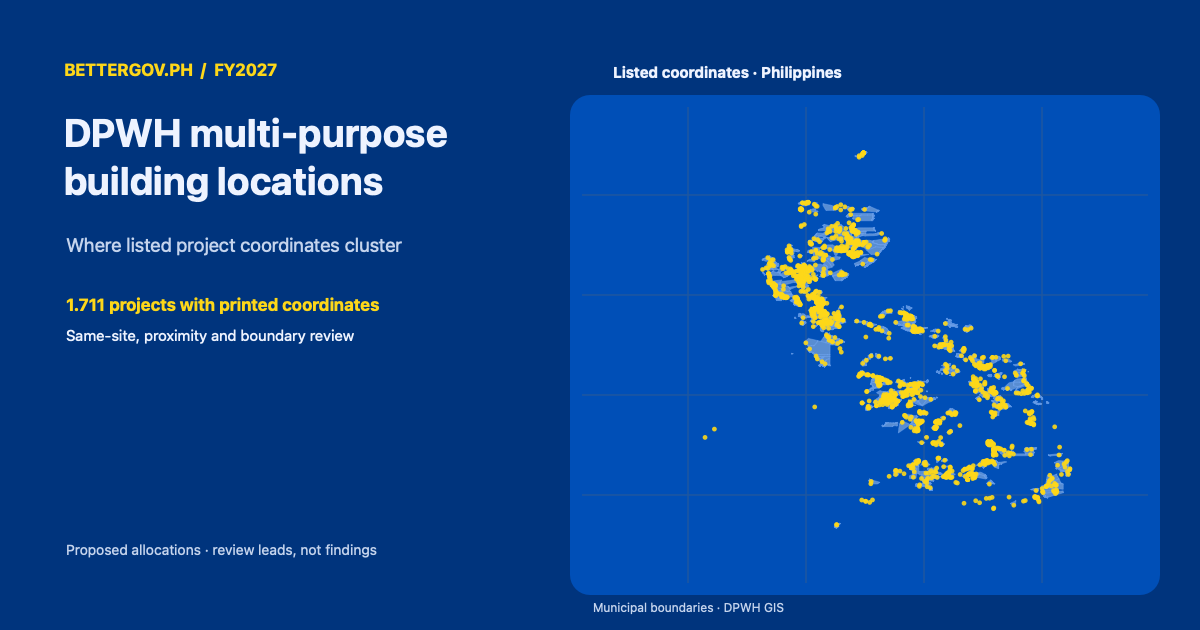 BETTERGOV.PH / FY2027
DPWH multi-purpose
building locations
Where listed project coordinates cluster
1.711 projects with printed coordinates
Same-site, proximity and boundary review
Proposed allocations · review leads, not findings
Listed coordinates · Philippines
Municipal boundaries · DPWH GIS